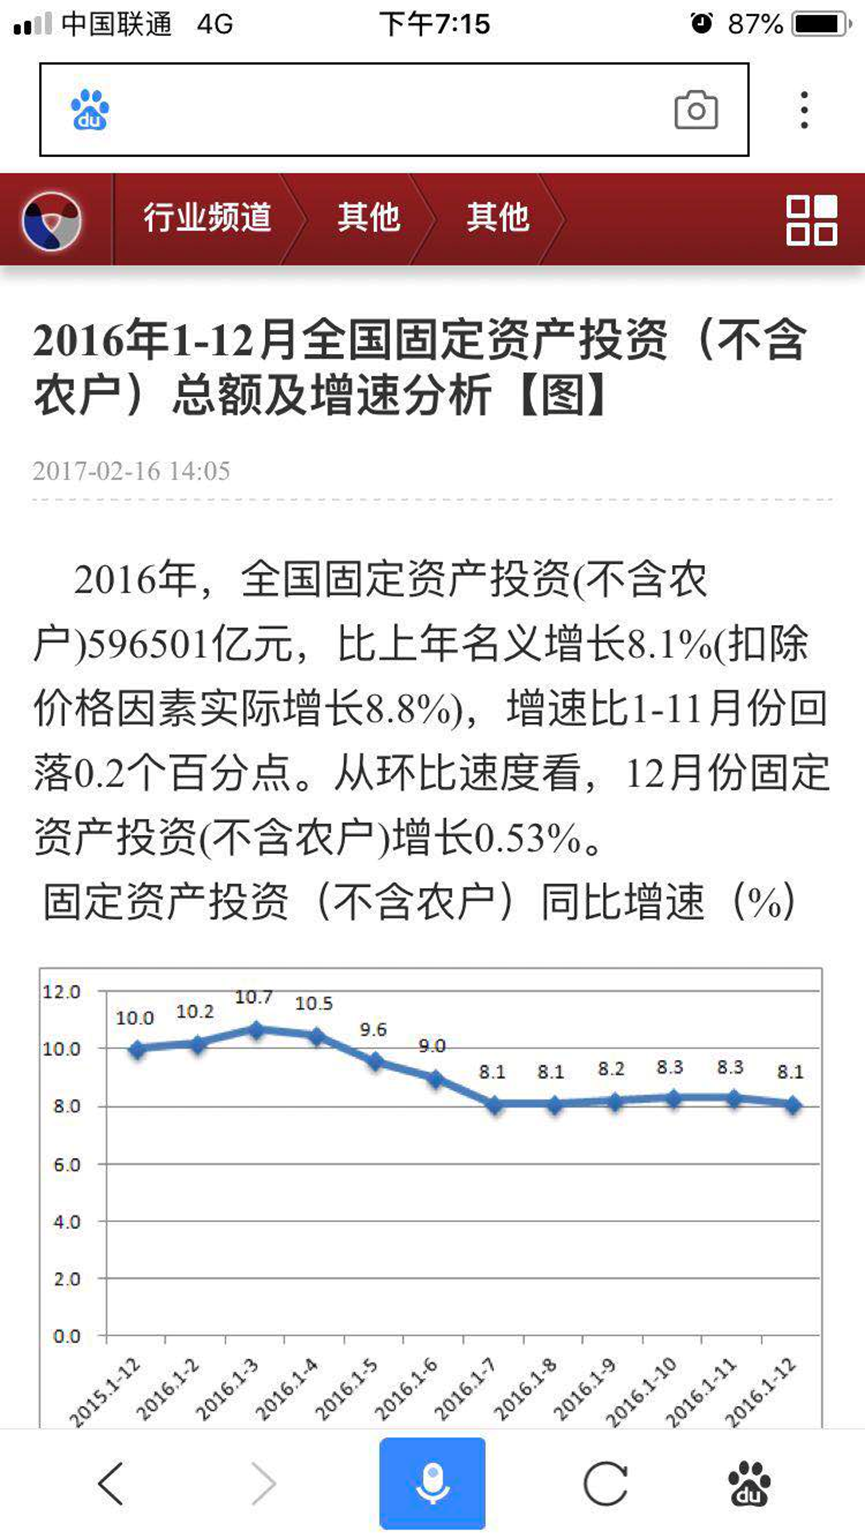 中国联通 4G 下午7:15 87%
du
行业频道 其他 其他
2016年1-12月全国固定资产投资（不含
农户）总额及增速分析【图】
2017-02-16 14:05
2016年，全国固定资产投资(不含农
户)596501亿元，比上年名义增长8.1%(扣除
价格因素实际增长8.8%)，增速比1-11月份回
落0.2个百分点。从环比速度看，12月份固定
资产投资(不含农户)增长0.53%。
固定资产投资（不含农户）同比增速（%）
12.0
10.0
8.0
6.0
4.0
2.0
0.0
10.0 10.2 10.7 10.5 9.6 9.0 8.1 8.1 8.2 8.3 8.3 8.1
2015.1-12 2016.1-2 2016.1-3 2016.1-4 2016.1-5 2016.1-6 2016.1-7 2016.1-8 2016.1-9 2016.1-10 2016.1-11 2016.1-12
du